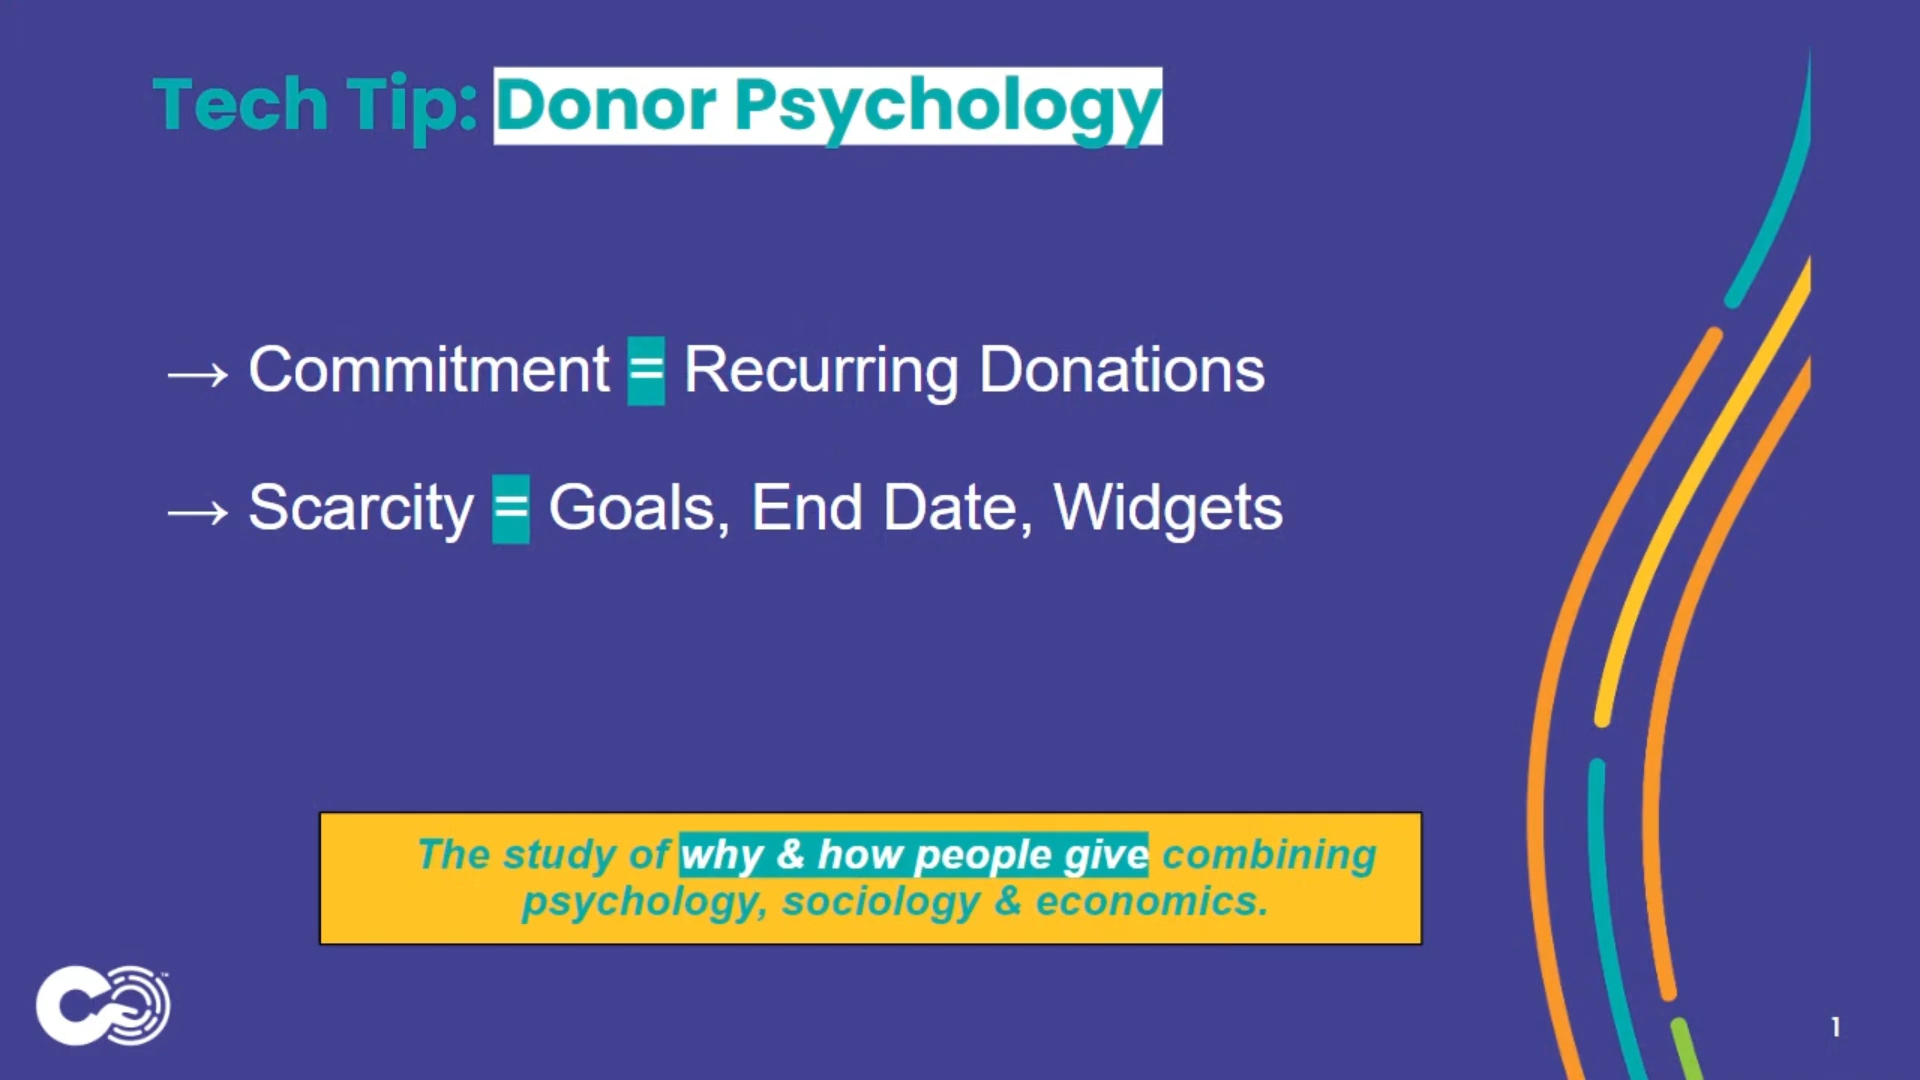 Tech Tip: Donor Psychology
→ Commitment = Recurring Donations
→ Scarcity = Goals, End Date, Widgets
The study of why & how people give combining
psychology, sociology & economics.
™
1